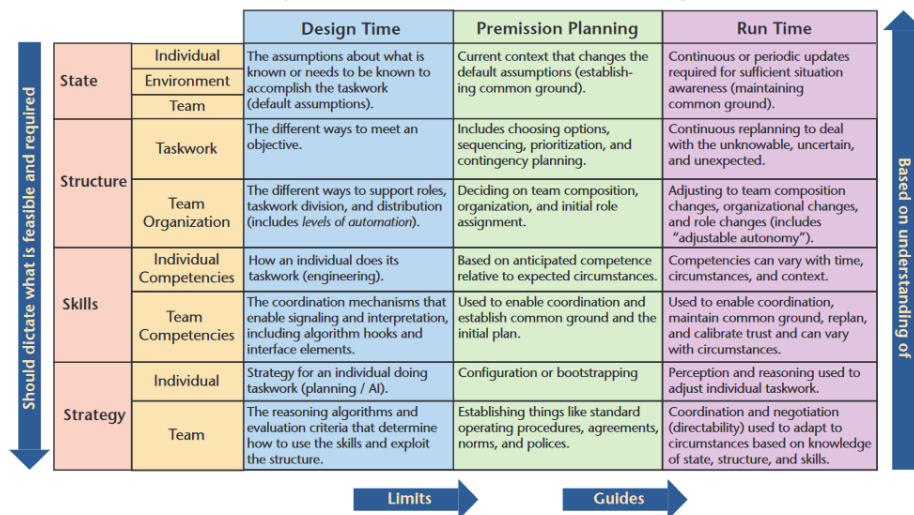 Design Time
Premission Planning
Run Time
Should dictate what is feasible and required
Based on understanding of
State
Individual
Environment
Team
The assumptions about what is
known or needs to be known to
accomplish the taskwork
(default assumptions).
Current context that changes the
default assumptions (establish-
ing common ground).
Continuous or periodic updates
required for sufficient situation
awareness (maintaining
common ground).
Structure
Taskwork
The different ways to meet an
objective.
Includes choosing options,
sequencing, prioritization, and
contingency planning.
Continuous replanning to deal
with the unknowable, uncertain,
and unexpected.
Team
Organization
The different ways to support roles,
taskwork division, and distribution
(includes levels of automation).
Deciding on team composition,
organization, and initial role
assignment.
Adjusting to team composition
changes, organizational changes,
and role changes (includes
“adjustable autonomy”).
Skills
Individual
Competencies
How an individual does its
taskwork (engineering).
Based on anticipated competence
relative to expected circumstances.
Competencies can vary with time,
circumstances, and context.
Team
Competencies
The coordination mechanisms that
enable signaling and interpretation,
including algorithm hooks and
interface elements.
Used to enable coordination and
establish common ground and the
initial plan.
Used to enable coordination,
maintain common ground, replan,
and calibrate trust and can vary
with circumstances.
Strategy
Individual
Strategy for an individual doing
taskwork (planning / AI).
Configuration or bootstrapping
Perception and reasoning used to
adjust individual taskwork.
Team
The reasoning algorithms and
evaluation criteria that determine
how to use the skills and exploit
the structure.
Establishing things like standard
operating procedures, agreements,
norms, and polices.
Coordination and negotiation
(directability) used to adapt to
circumstances based on knowledge
of state, structure, and skills.
Limits
Guides